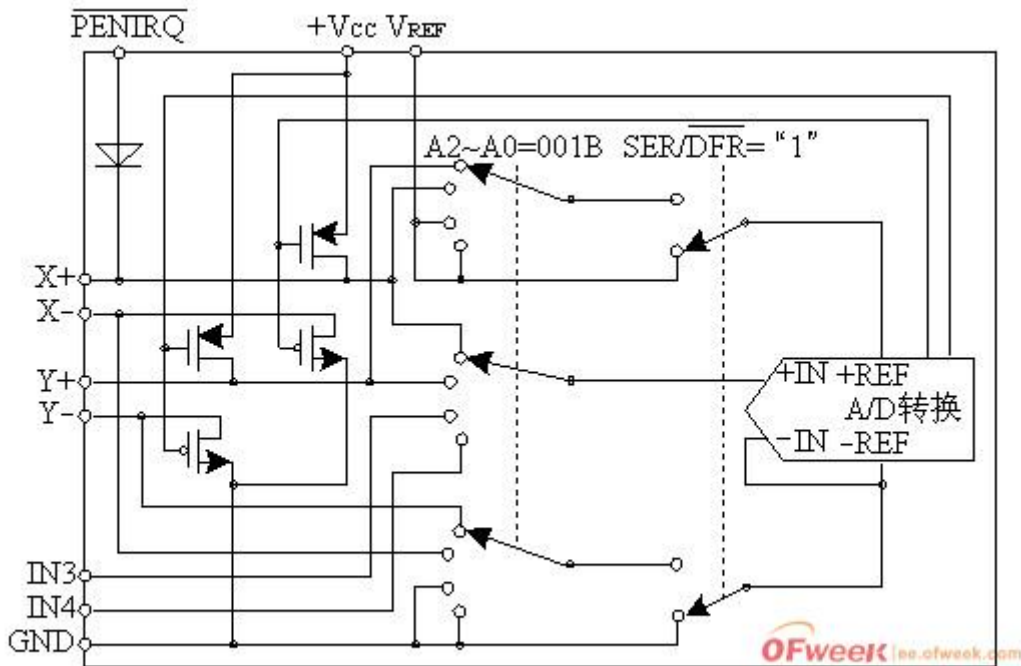 PENIRQ +Vcc VREF
A2~A0=001B SER/DFR= “1”
X+
X-
Y+
Y-
+IN +REF
A/D转换
-IN -REF
IN3
IN4
GND
OFweek ee.ofweek.com